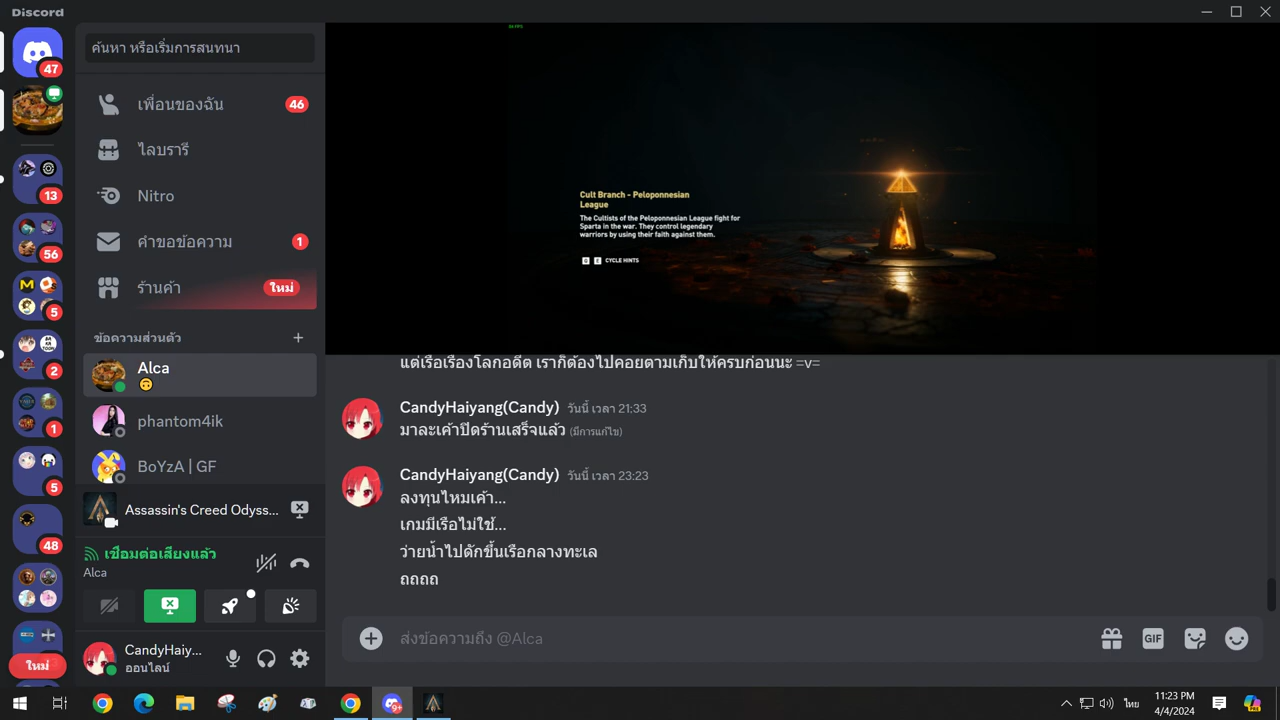 Discord
47
13
56
5
2
1
5
48
ใหม่
ค้นหา หรือเริ่มการสนทนา
เพื่อนของฉัน
46
ไลบรารี
Nitro
คำขอข้อความ
1
ร้านค้า
ใหม่
ข้อความส่วนตัว
Alca
phantom4ik
BoYzA | GF
Assassin's Creed Odyss...
เชื่อมต่อเสียงแล้ว
Alca
CandyHaiy...
ออนไลน์
Cult Branch - Peloponnesian
League
The Cultists of the Peloponnesian League fight for
Sparta in the war. They control legendary
warriors by using their faith against them.
Q E CYCLE HINTS
แต่เรือเรื่องโลกอดีต เราก็ต้องไปคอยตามเก็บให้ครบก่อนนะ =v=
CandyHaiyang(Candy) วันนี้ เวลา 21:33
มาละเค้าปิดร้านเสร็จแล้ว (มีการแก้ไข)
CandyHaiyang(Candy) วันนี้ เวลา 23:23
ลงทุนไหมเค้า...
เกมมีเรือไม่ใช้...
ว่ายน้ำไปดักขึ้นเรือกลางทะเล
ถถถถ
ส่งข้อความถึง @Alca
GIF
9+
ไทย
11:23 PM
4/4/2024
PRE